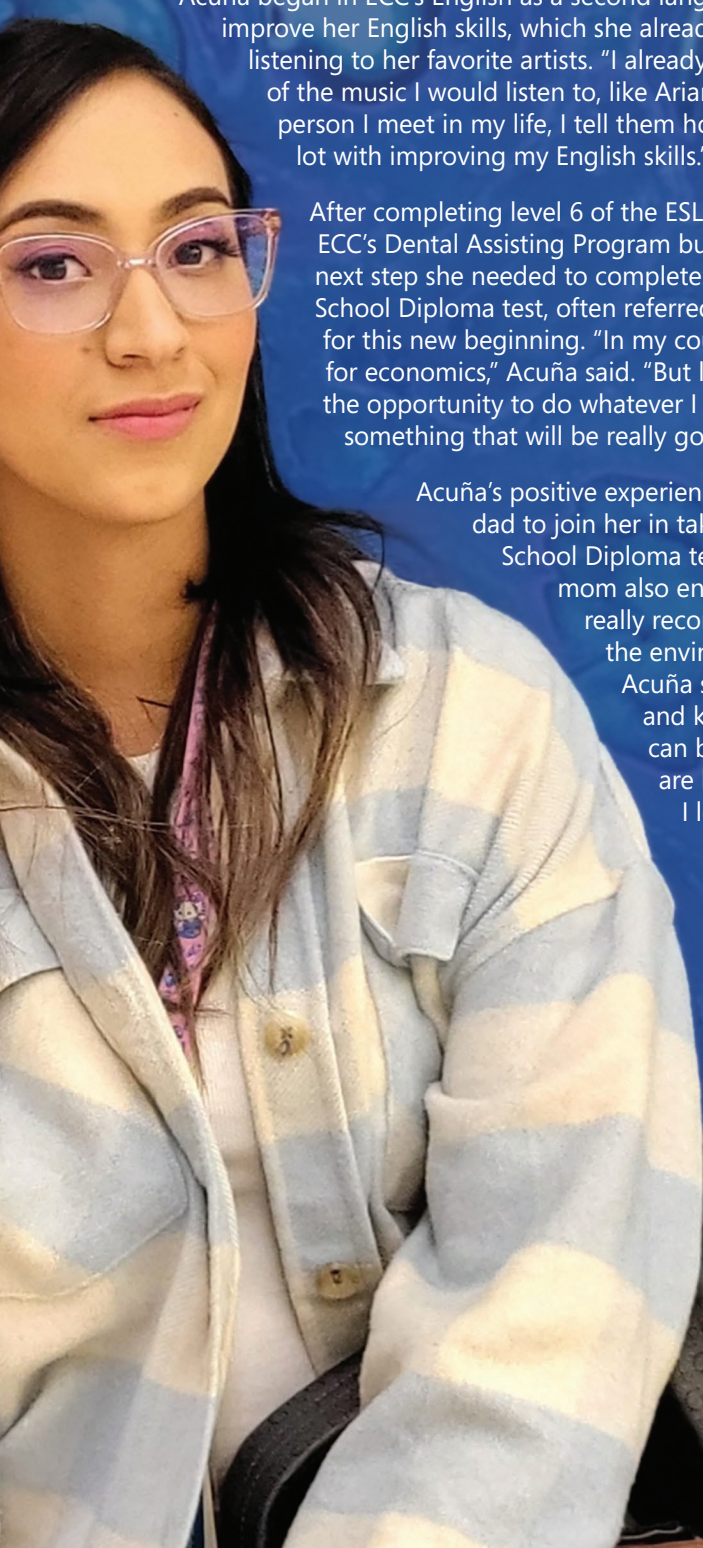 Acuña began in ECC's English as a second lang
improve her English skills, which she alread
listening to her favorite artists. “I already
of the music I would listen to, like Arian
person I meet in my life, I tell them ho
lot with improving my English skills.”
After completing level 6 of the ESL
ECC’s Dental Assisting Program bu
next step she needed to complete
School Diploma test, often referred
for this new beginning. “In my cou
for economics,” Acuña said. “But I
the opportunity to do whatever I
something that will be really go
Acuña’s positive experien
dad to join her in tak
School Diploma te
mom also en
really reco
the envir
Acuña s
and k
can b
are
I l